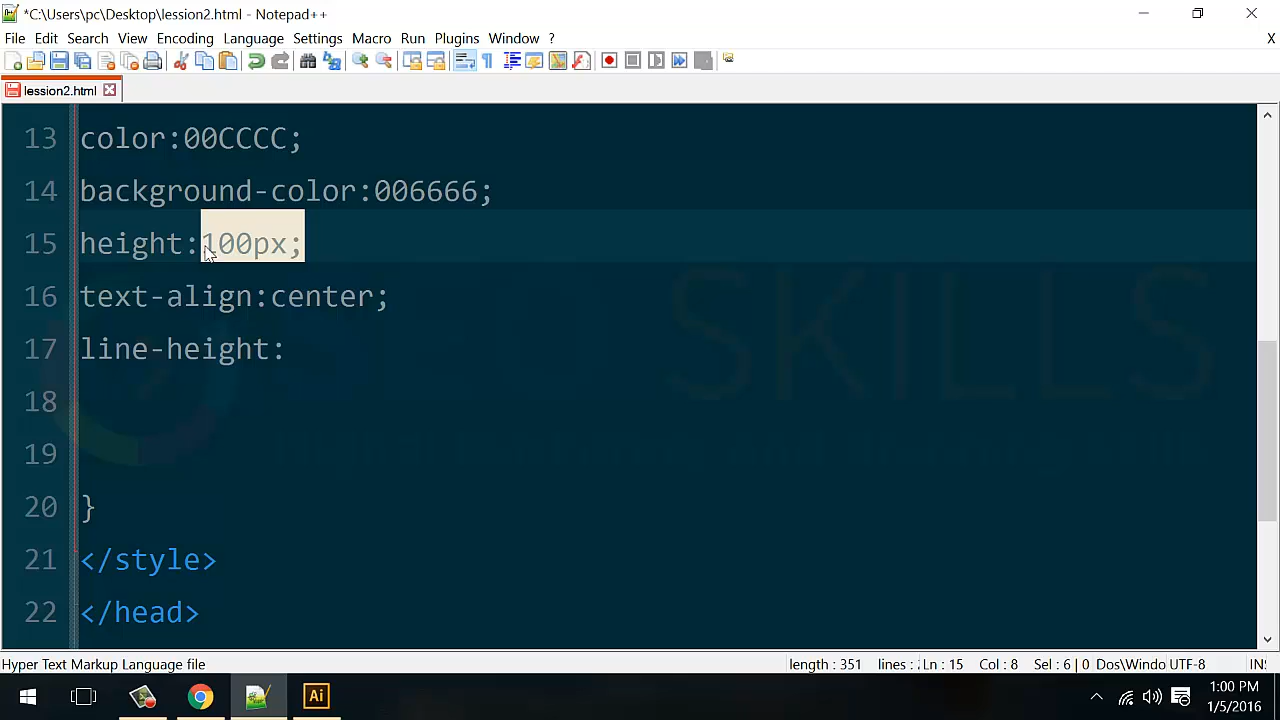 *C:\Users\pc\Desktop\lession2.html - Notepad++
File Edit Search View Encoding Language Settings Macro Run Plugins Window ? X
lession2.html
13 color:00CCCC;
14 background-color:006666;
15 height:100px;
16 text-align:center;
17 line-height:
18
19
20 }
21 </style>
22 </head>
SKILLS
Hyper Text Markup Language file length : 351 lines : Ln : 15 Col : 8 Sel : 6 | 0 Dos\Windo UTF-8 IN
Ai
1:00 PM
1/5/2016